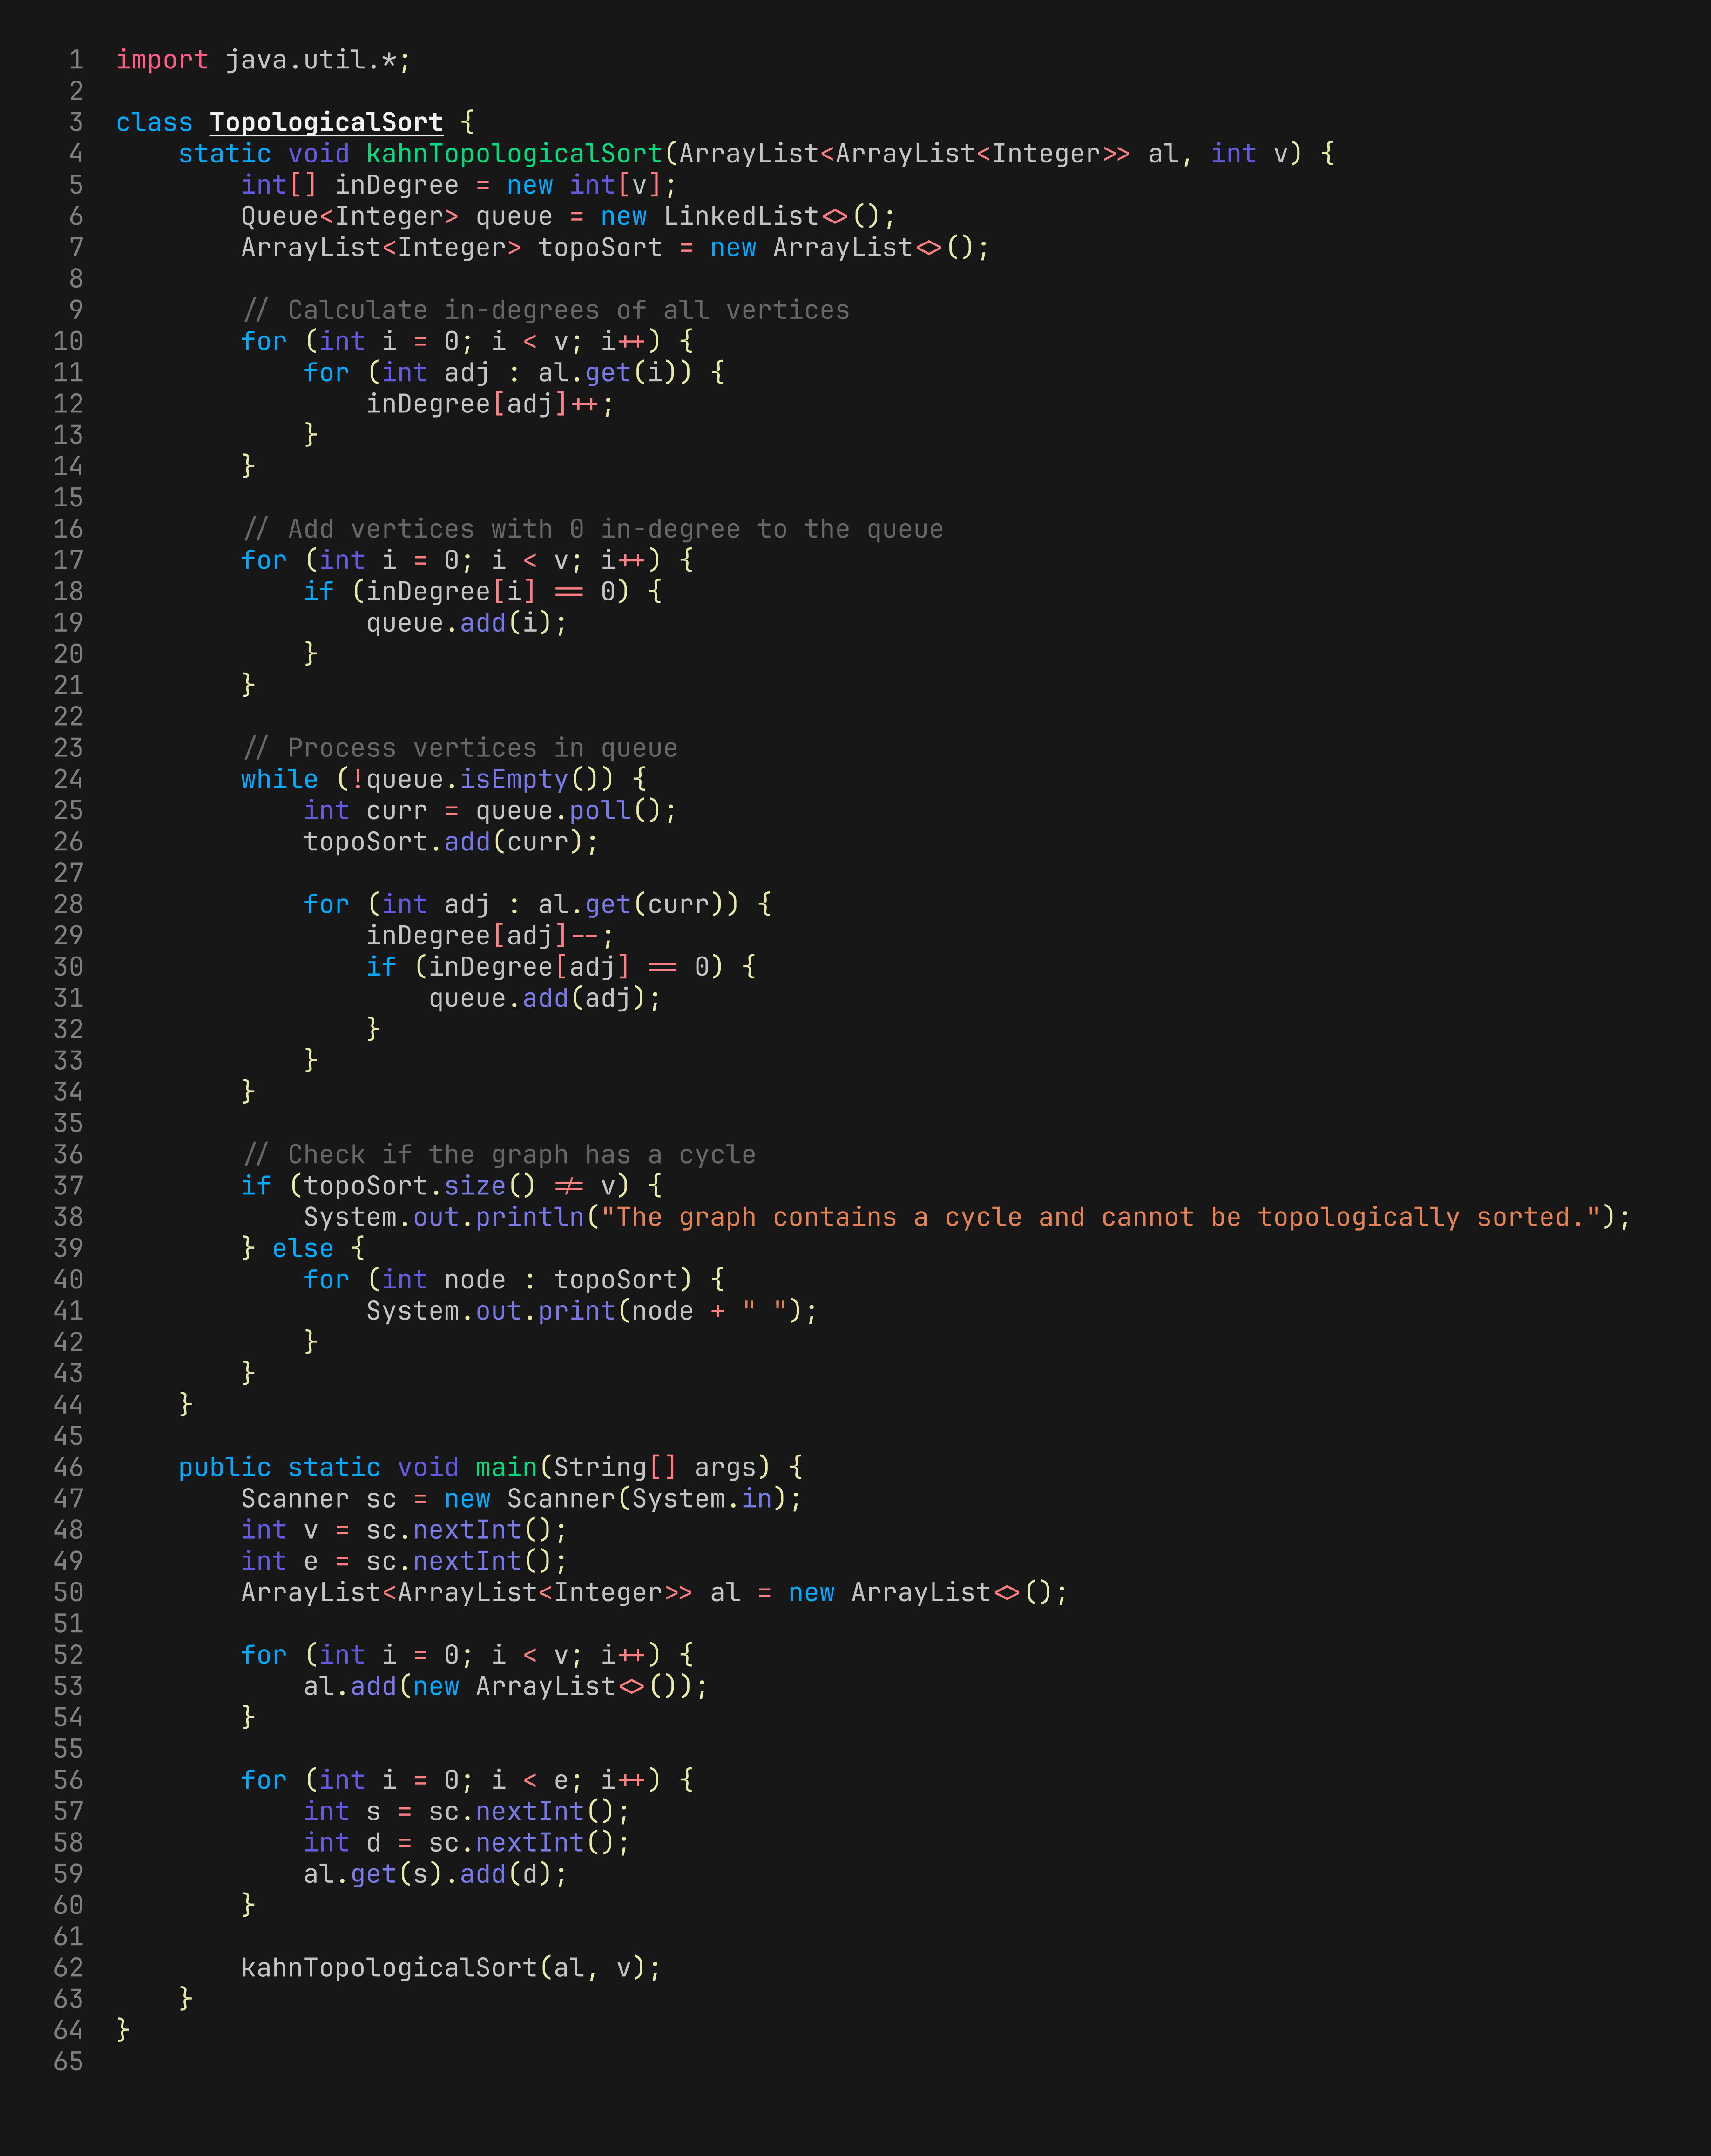 1 import java.util.*;
2
3 class TopologicalSort {
4     static void kahnTopologicalSort(ArrayList<ArrayList<Integer>> al, int v) {
5         int[] inDegree = new int[v];
6         Queue<Integer> queue = new LinkedList<>();
7         ArrayList<Integer> topoSort = new ArrayList<>();
8
9         // Calculate in-degrees of all vertices
10         for (int i = 0; i < v; i++) {
11             for (int adj : al.get(i)) {
12                 inDegree[adj]++;
13             }
14         }
15
16         // Add vertices with 0 in-degree to the queue
17         for (int i = 0; i < v; i++) {
18             if (inDegree[i] == 0) {
19                 queue.add(i);
20             }
21         }
22
23         // Process vertices in queue
24         while (!queue.isEmpty()) {
25             int curr = queue.poll();
26             topoSort.add(curr);
27
28             for (int adj : al.get(curr)) {
29                 inDegree[adj]--;
30                 if (inDegree[adj] == 0) {
31                     queue.add(adj);
32                 }
33             }
34         }
35
36         // Check if the graph has a cycle
37         if (topoSort.size() != v) {
38             System.out.println("The graph contains a cycle and cannot be topologically sorted.");
39         } else {
40             for (int node : topoSort) {
41                 System.out.print(node + " ");
42             }
43         }
44     }
45
46     public static void main(String[] args) {
47         Scanner sc = new Scanner(System.in);
48         int v = sc.nextInt();
49         int e = sc.nextInt();
50         ArrayList<ArrayList<Integer>> al = new ArrayList<>();
51
52         for (int i = 0; i < v; i++) {
53             al.add(new ArrayList<>());
54         }
55
56         for (int i = 0; i < e; i++) {
57             int s = sc.nextInt();
58             int d = sc.nextInt();
59             al.get(s).add(d);
60         }
61
62         kahnTopologicalSort(al, v);
63     }
64 }
65